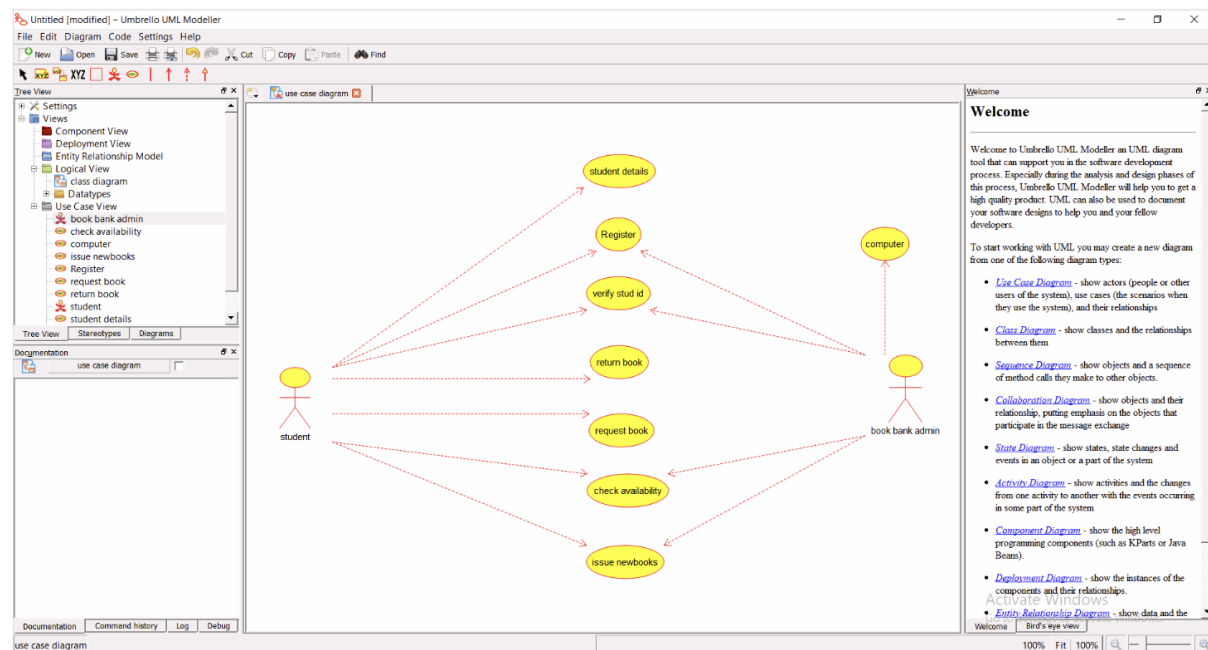 Untitled [modified] – Umbrello UML Modeller
File Edit Diagram Code Settings Help
New Open Save Cut Copy Paste Find
XYZ
Tree View
Settings
Views
Component View
Deployment View
Entity Relationship Model
Logical View
class diagram
Datatypes
Use Case View
book bank admin
check availability
computer
issue newbooks
Register
request book
return book
student
student details
Tree View Stereotypes Diagrams
Documentation
use case diagram
Documentation Command history Log Debug
use case diagram
use case diagram
student details
Register
computer
verify stud id
return book
student
request book
book bank admin
check availability
issue newbooks
Welcome
Welcome
Welcome to Umbrello UML Modeller an UML diagram
tool that can support you in the software development
process. Especially during the analysis and design phases of
this process, Umbrello UML Modeller will help you to get a
high quality product. UML can also be used to document
your software designs to help you and your fellow
developers.
To start working with UML you may create a new diagram
from one of the following diagram types:
Use Case Diagram - show actors (people or other
users of the system), use cases (the scenarios when
they use the system), and their relationships
Class Diagram - show classes and the relationships
between them
Sequence Diagram - show objects and a sequence
of method calls they make to other objects.
Collaboration Diagram - show objects and their
relationship, putting emphasis on the objects that
participate in the message exchange
State Diagram - show states, state changes and
events in an object or a part of the system
Activity Diagram - show activities and the changes
from one activity to another with the events occurring
in some part of the system
Component Diagram - show the high level
programming components (such as KParts or Java
Beans).
Deployment Diagram - show the instances of the
components and their relationships.
Activate Windows
Entity Relationship Diagram - show data and the
Welcome Bird's eye view
100% Fit 100%